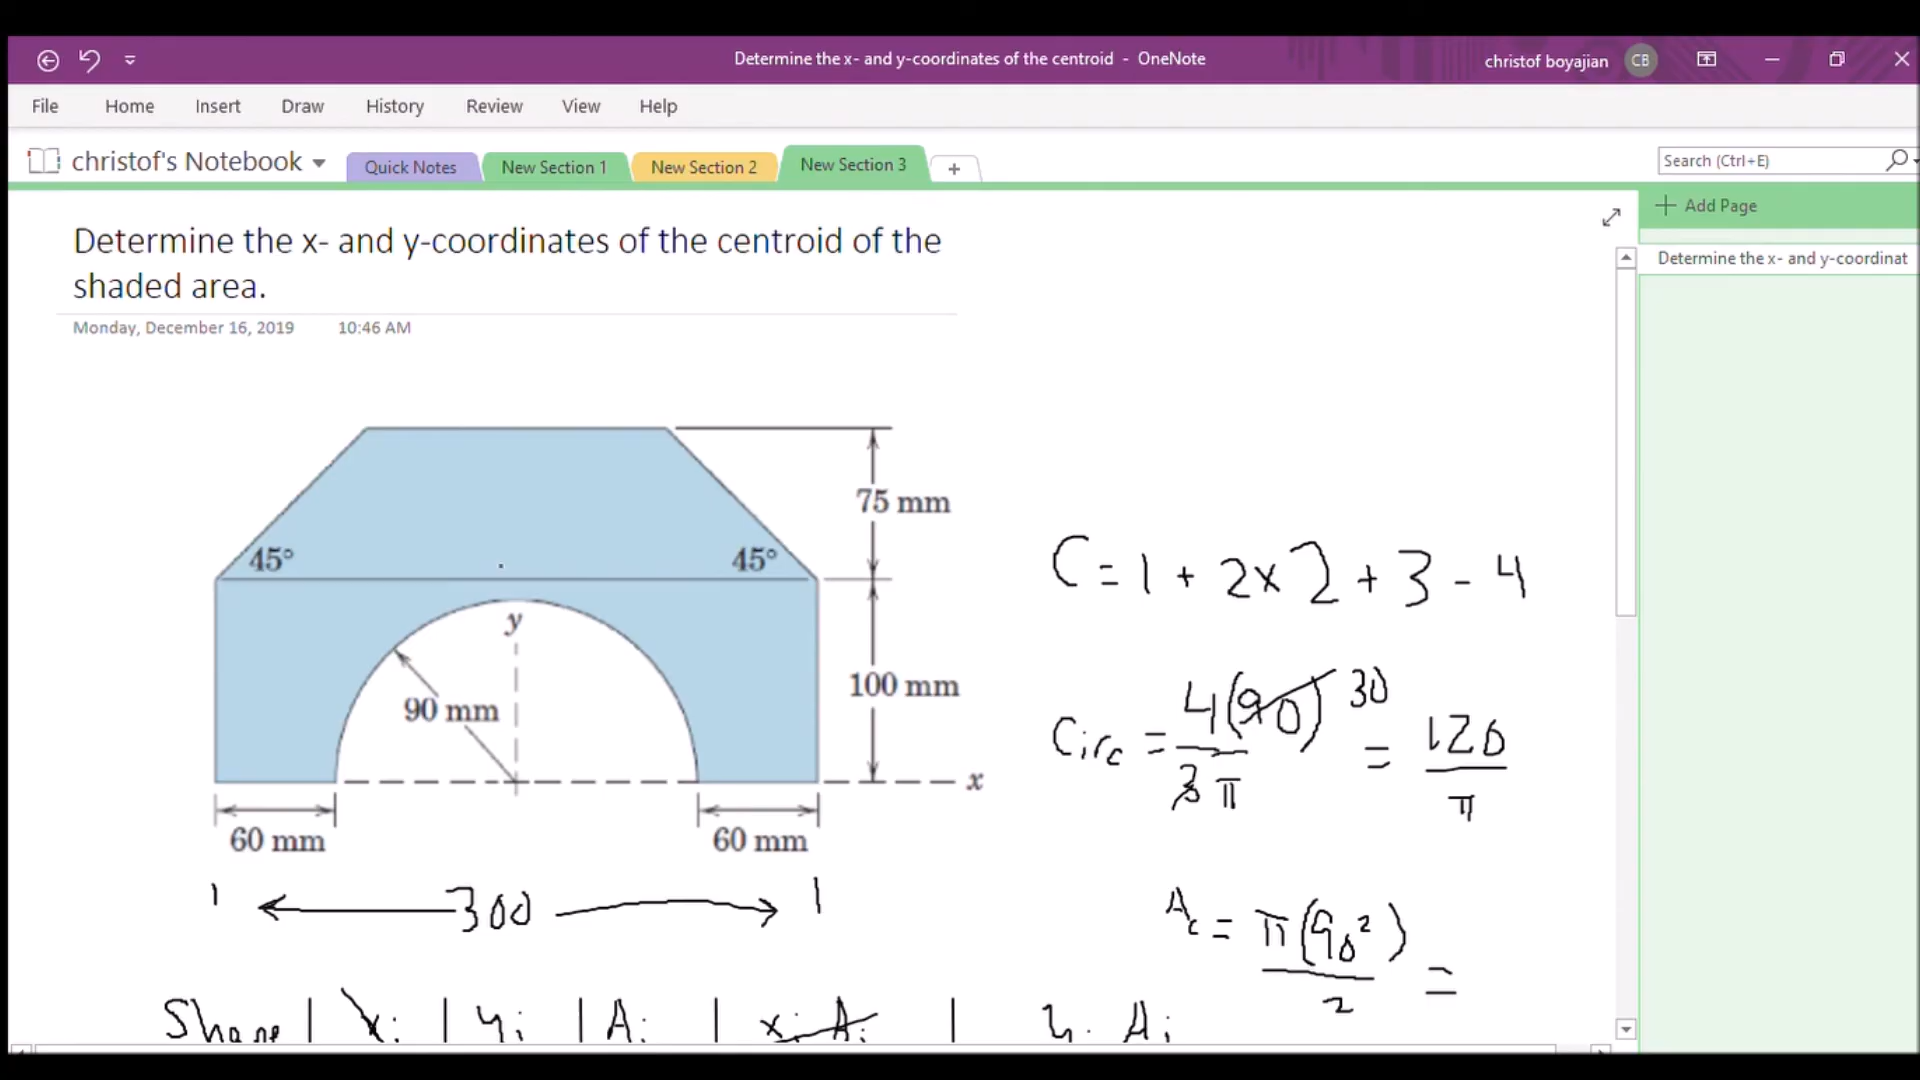 Determine the x- and y-coordinates of the centroid - OneNote
christof boyajian CB
File Home Insert Draw History Review View Help
christof's Notebook Quick Notes New Section 1 New Section 2 New Section 3 +
Search (Ctrl+E)
Add Page
Determine the x- and y-coordinat
Determine the x- and y-coordinates of the centroid of the
shaded area.
Monday, December 16, 2019 10:46 AM
75 mm
45° 45°
y
100 mm
90 mm
x
60 mm 60 mm
300
C = 1 + 2x2 + 3 - 4
Circ = 4(90) 30 / 3π = 120 / π
Ac = π(90²) / 2 =
Shape | xi | yi | Ai | xi Ai | yi Ai